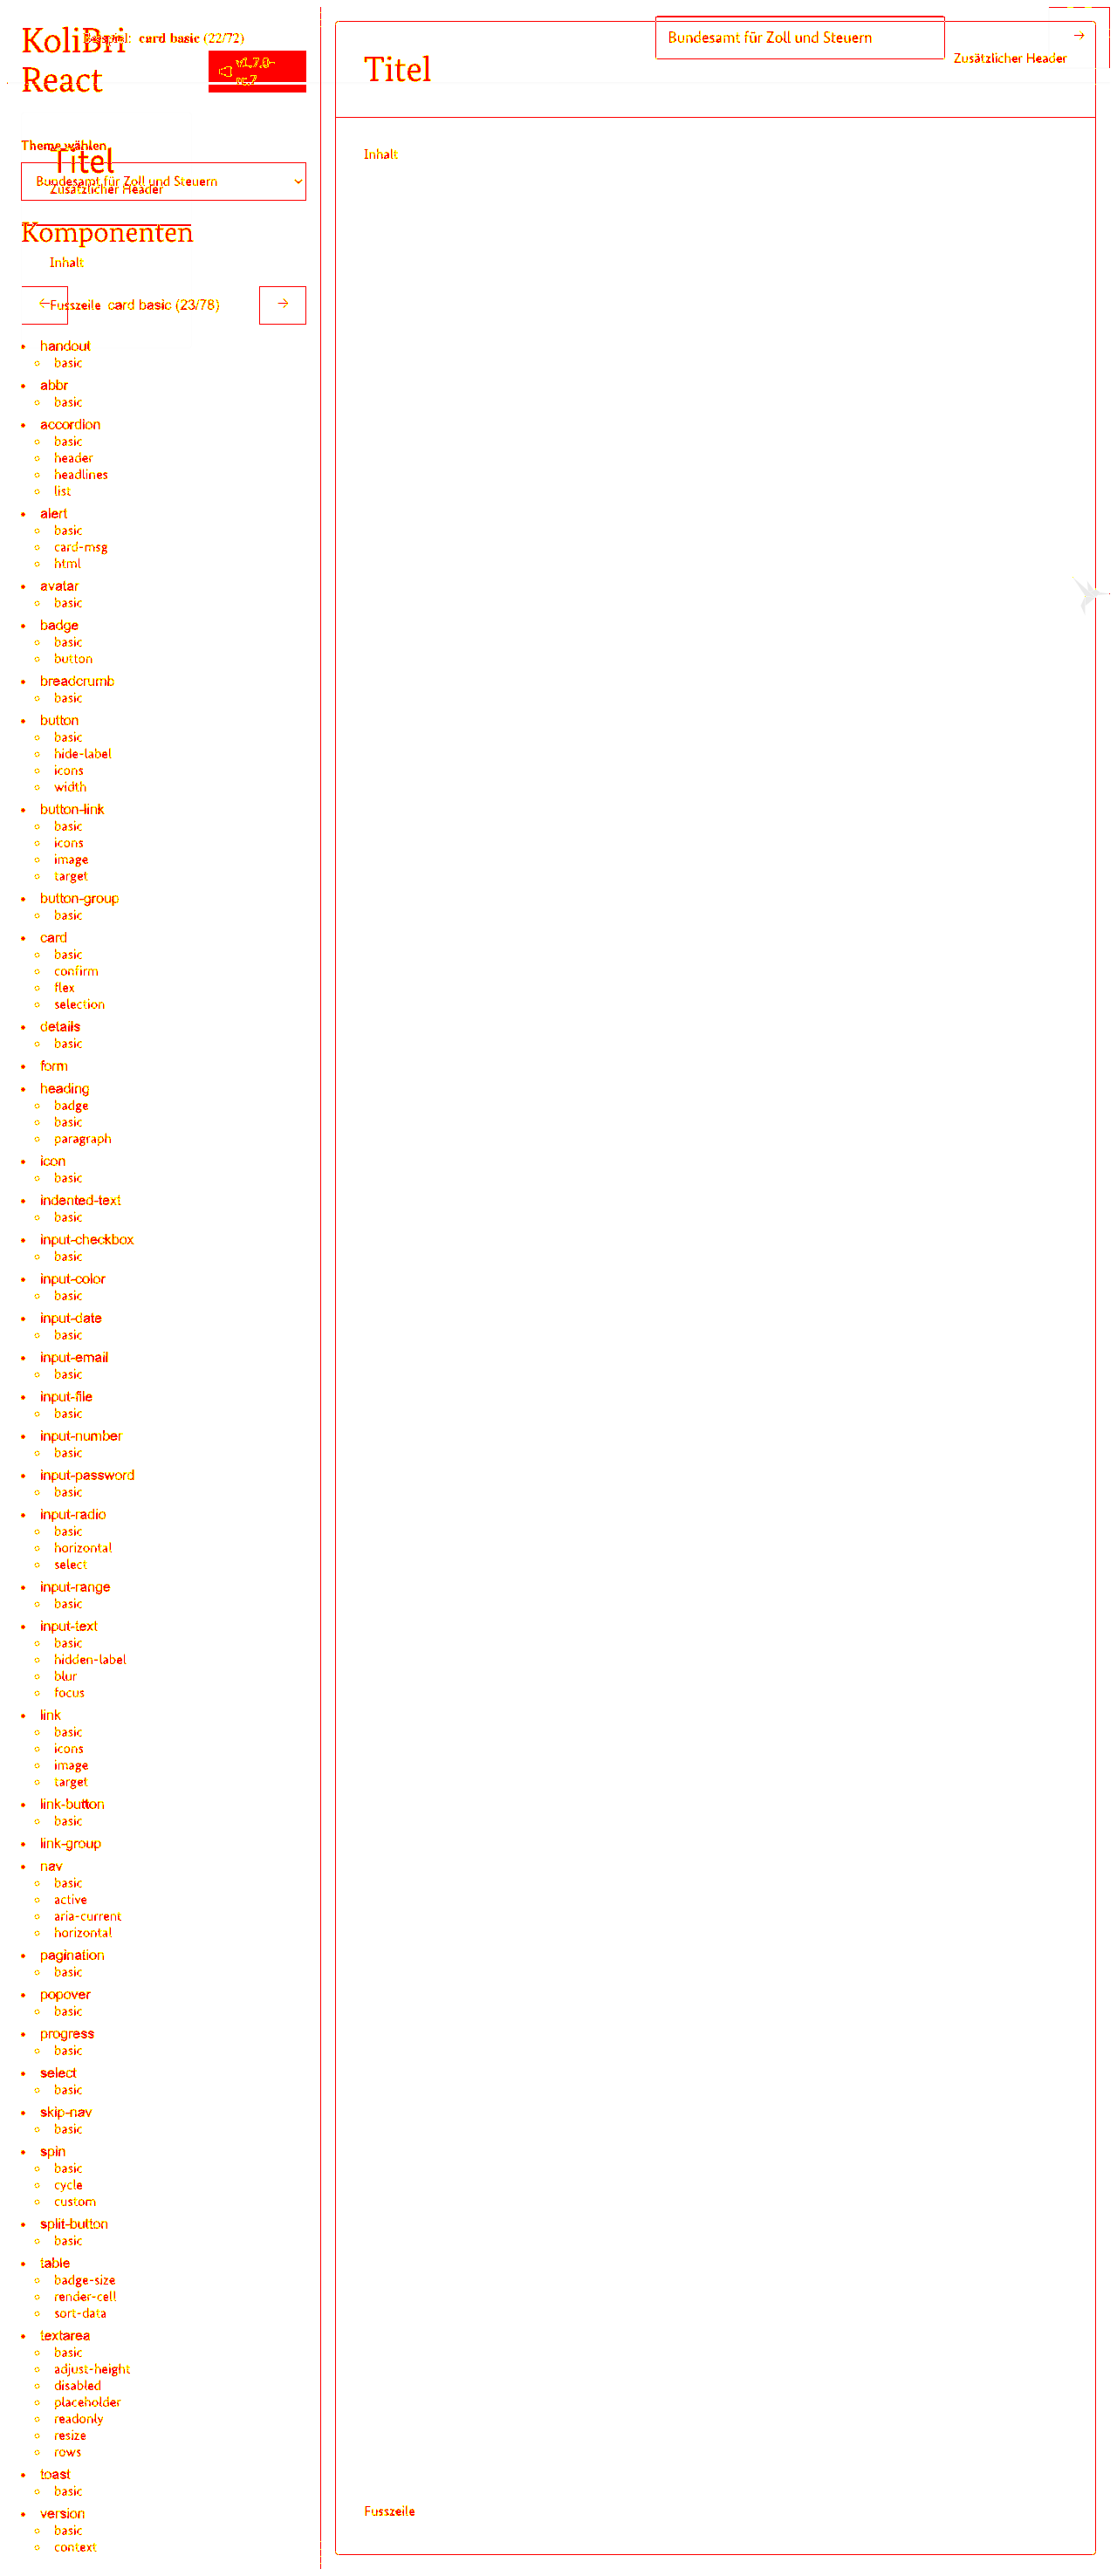 KoliBri
React
Beispiel: card basic (22/72)
v1.7.0-
rc.7
Theme wählen
Titel
Bundesamt für Zoll und Steuern
Zusätzlicher Header
Komponenten
Inhalt
Fusszeile card basic (23/78)
handout
basic
abbr
basic
accordion
basic
header
headlines
list
alert
basic
card-msg
html
avatar
basic
badge
basic
button
breadcrumb
basic
button
basic
hide-label
icons
width
button-link
basic
icons
image
target
button-group
basic
card
basic
confirm
flex
selection
details
basic
form
heading
badge
basic
paragraph
icon
basic
indented-text
basic
input-checkbox
basic
input-color
basic
input-date
basic
input-email
basic
input-file
basic
input-number
basic
input-password
basic
input-radio
basic
horizontal
select
input-range
basic
input-text
basic
hidden-label
blur
focus
link
basic
icons
image
target
link-button
basic
link-group
nav
basic
active
aria-current
horizontal
pagination
basic
popover
basic
progress
basic
select
basic
skip-nav
basic
spin
basic
cycle
custom
split-button
basic
table
badge-size
render-cell
sort-data
textarea
basic
adjust-height
disabled
placeholder
readonly
resize
rows
toast
basic
version
basic
context
Bundesamt für Zoll und Steuern
Zusätzlicher Header
Titel
Inhalt
Fusszeile